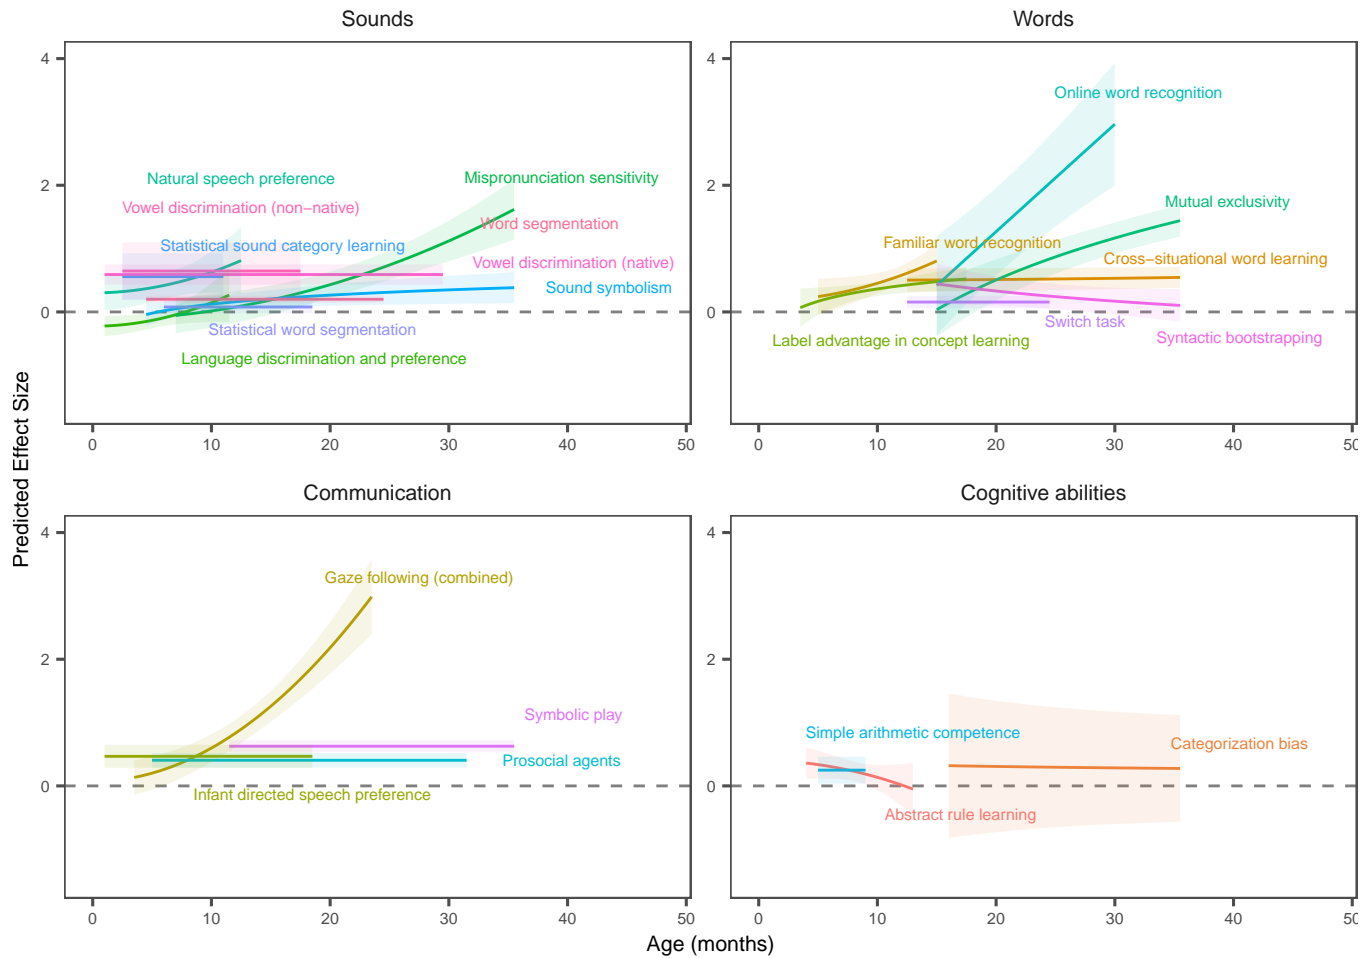 Sounds
Words
4
2
0
Natural speech preference
Vowel discrimination (non−native)
Statistical sound category learning
Mispronunciation sensitivity
Word segmentation
Vowel discrimination (native)
Sound symbolism
Statistical word segmentation
Language discrimination and preference
0
10
20
30
40
50
4
2
0
Online word recognition
Mutual exclusivity
Familiar word recognition
Cross−situational word learning
Switch task
Label advantage in concept learning
Syntactic bootstrapping
0
10
20
30
40
50
Predicted Effect Size
Communication
Cognitive abilities
4
2
0
Gaze following (combined)
Symbolic play
Prosocial agents
Infant directed speech preference
0
10
20
30
40
50
4
2
0
Simple arithmetic competence
Categorization bias
Abstract rule learning
0
10
20
30
40
50
Age (months)